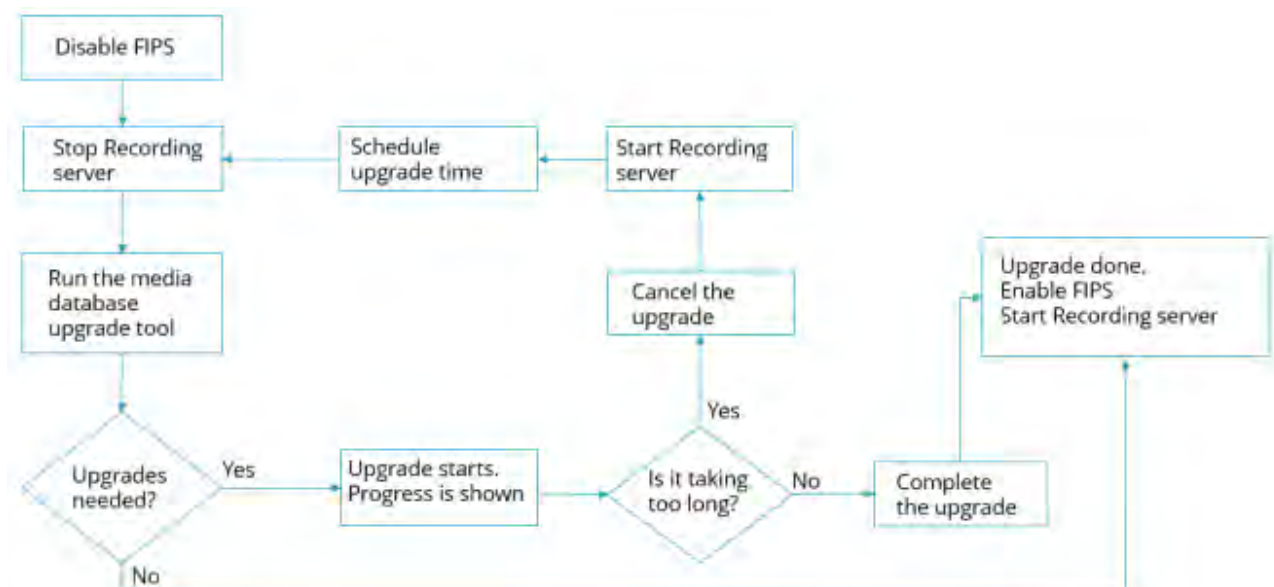 Disable FIPS
Stop Recording
server
Schedule
upgrade time
Start Recording
server
Run the media
database
upgrade tool
Cancel the
upgrade
Upgrade done,
Enable FIPS
Start Recording server
Yes
Upgrades
needed?
Yes
Upgrade starts.
Progress is shown
Is it taking
too long?
No
Complete
the upgrade
No